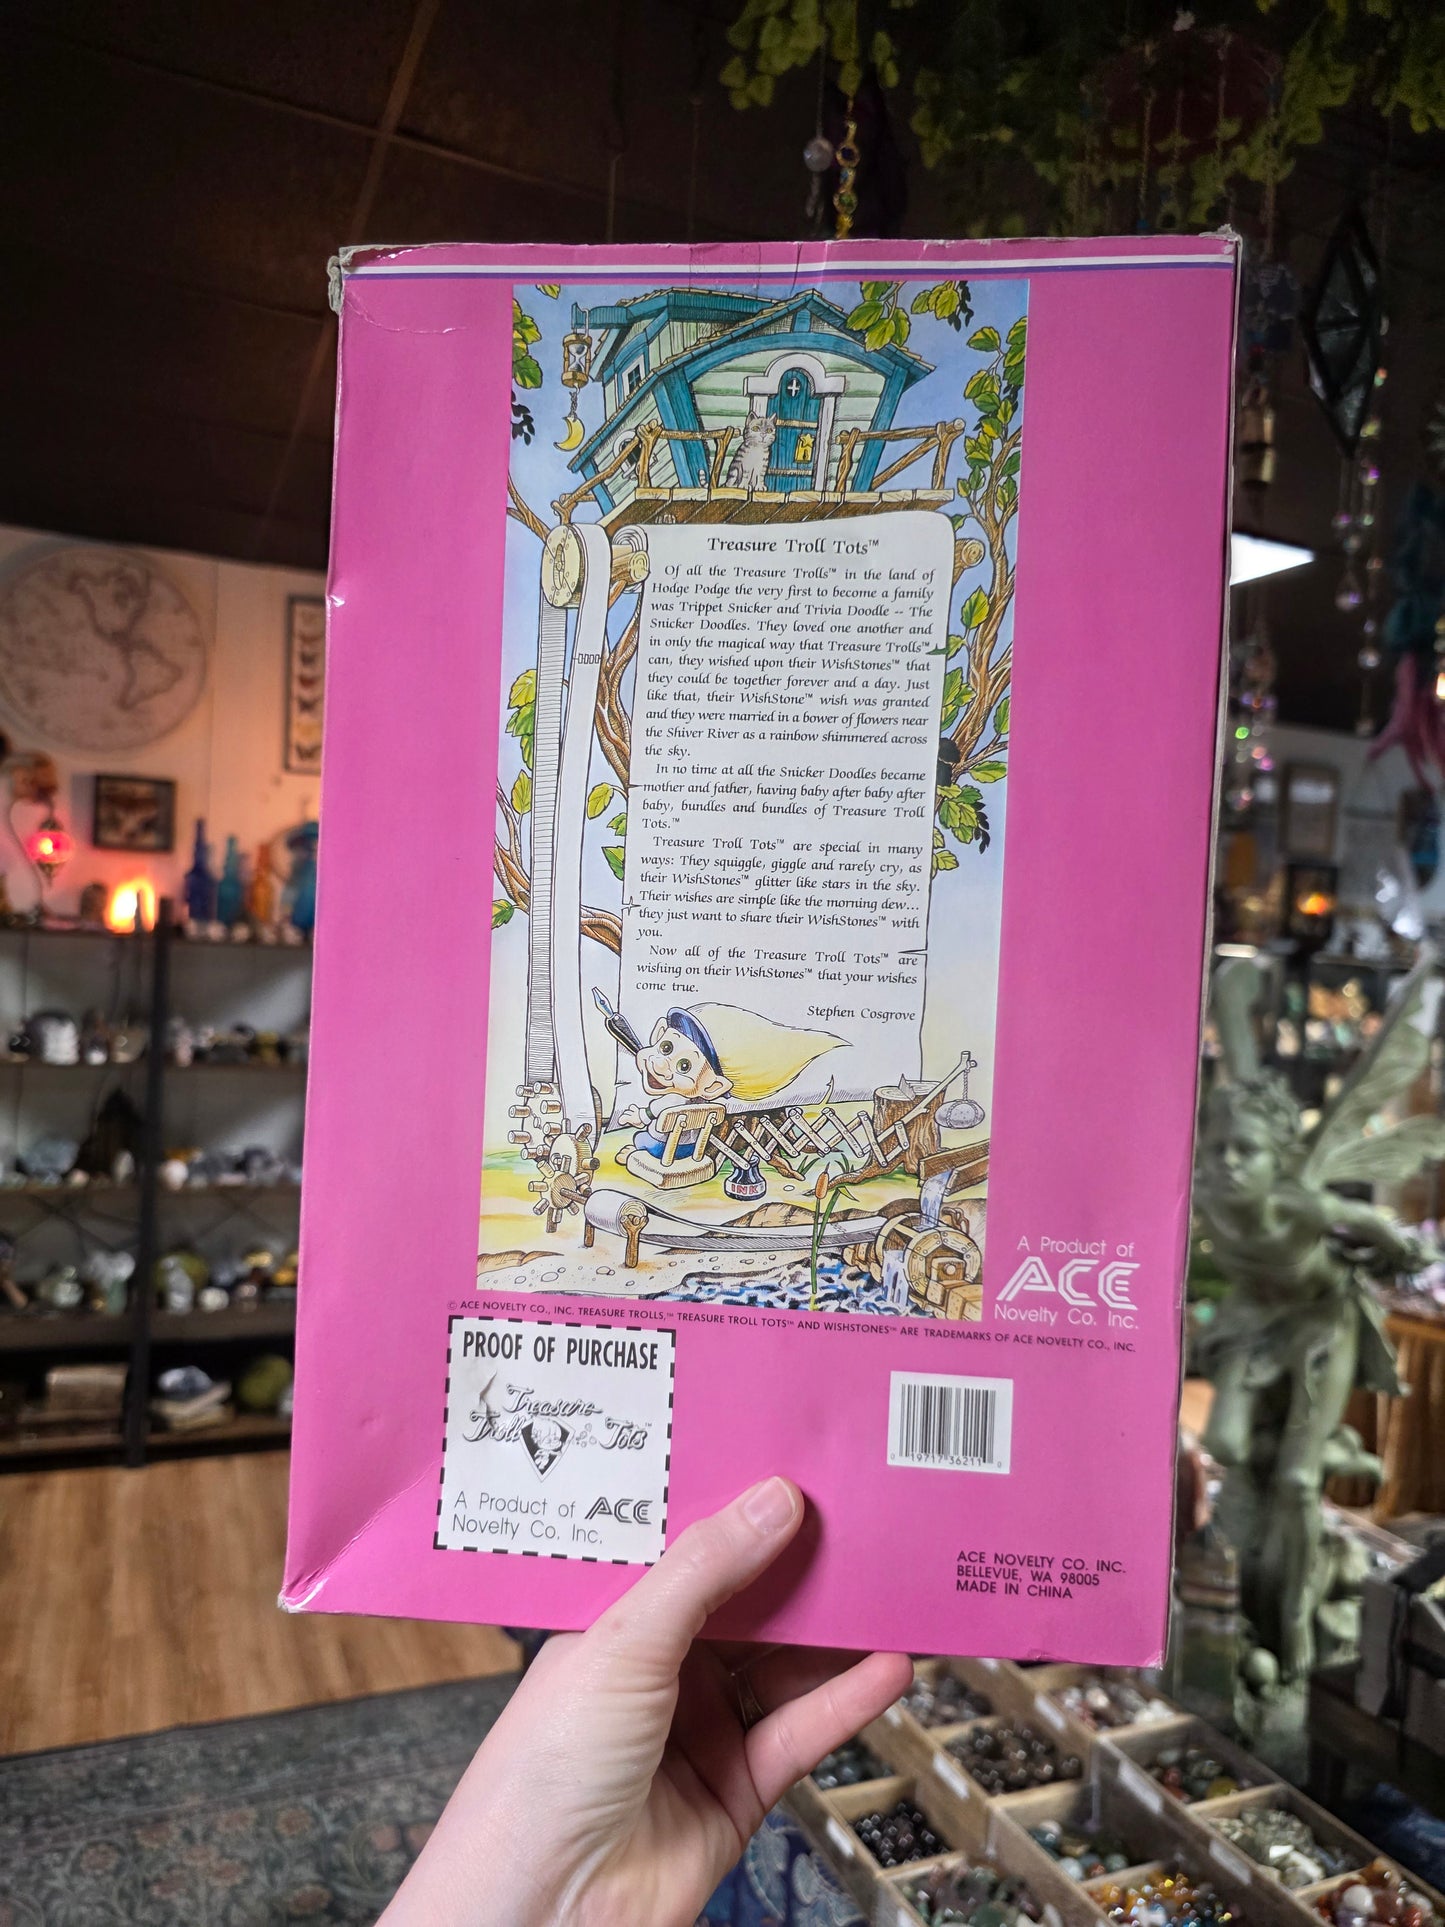 Treasure Troll Tots™
Of all the Treasure Trolls™ in the land of
Hodge Podge the very first to become a family
was Trippet Snicker and Trivia Doodle -- The
Snicker Doodles. They loved one another and
in only the magical way that Treasure Trolls™
can, they wished upon their WishStones™ that
they could be together forever and a day. Just
like that, their WishStone™ wish was granted
and they were married in a bower of flowers near
the Shiver River as a rainbow shimmered across
the sky.
In no time at all the Snicker Doodles became
mother and father, having baby after baby after
baby, bundles and bundles of Treasure Troll
Tots.™
Treasure Troll Tots™ are special in many
ways: They squiggle, giggle and rarely cry, as
their WishStones™ glitter like stars in the sky.
Their wishes are simple like the morning dew...
they just want to share their WishStones™ with
you.
Now all of the Treasure Troll Tots™ are
wishing on their WishStones™ that your wishes
come true.
Stephen Cosgrove
INK
A Product of
ACE
Novelty Co. Inc.
© ACE NOVELTY CO., INC. TREASURE TROLLS,™ TREASURE TROLL TOTS™ AND WISHSTONES™ ARE TRADEMARKS OF ACE NOVELTY CO., INC.
PROOF OF PURCHASE
Treasure
Troll Tots™
A Product of ACE
Novelty Co. Inc.
0 19717 36211 0
ACE NOVELTY CO. INC.
BELLEVUE, WA 98005
MADE IN CHINA